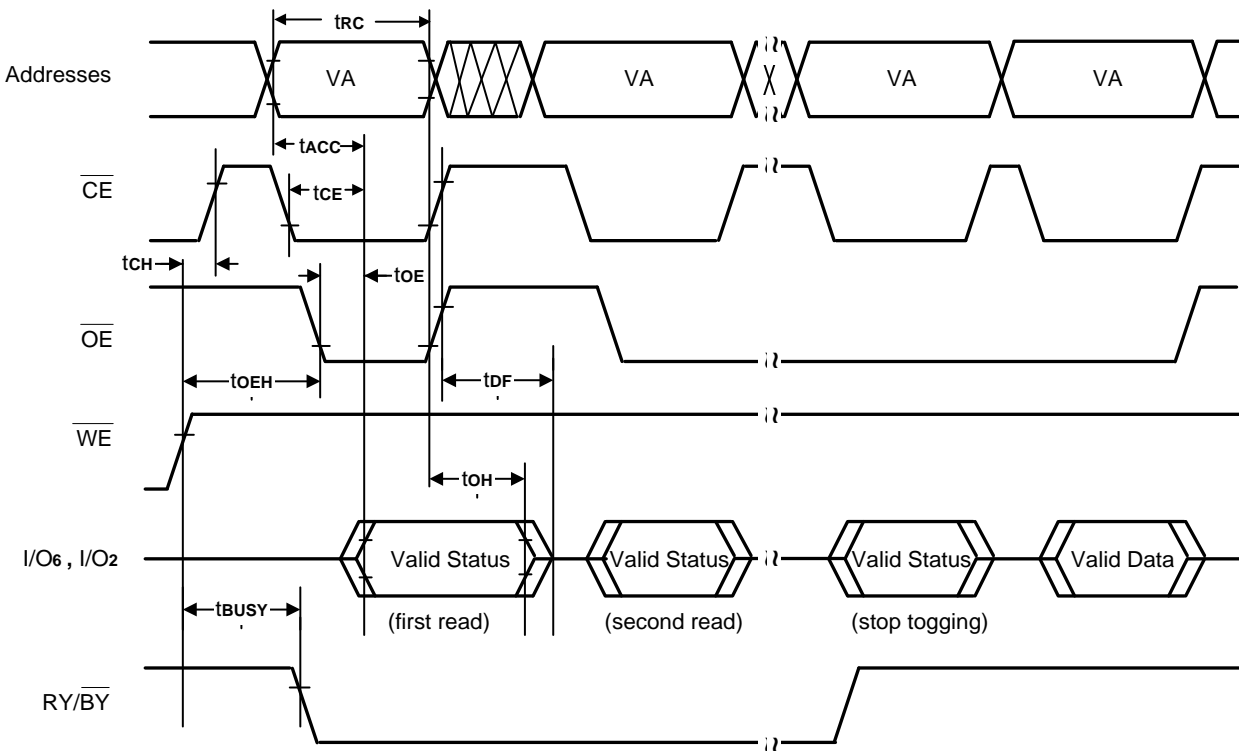 tRC
Addresses VA VA VA VA
tACC
CE
tCE
tCH
tOE
OE
tOEH
tDF
WE
tOH
I/O6 , I/O2 Valid Status Valid Status Valid Status Valid Data
tBUSY
(first read) (second read) (stop togging)
RY/BY